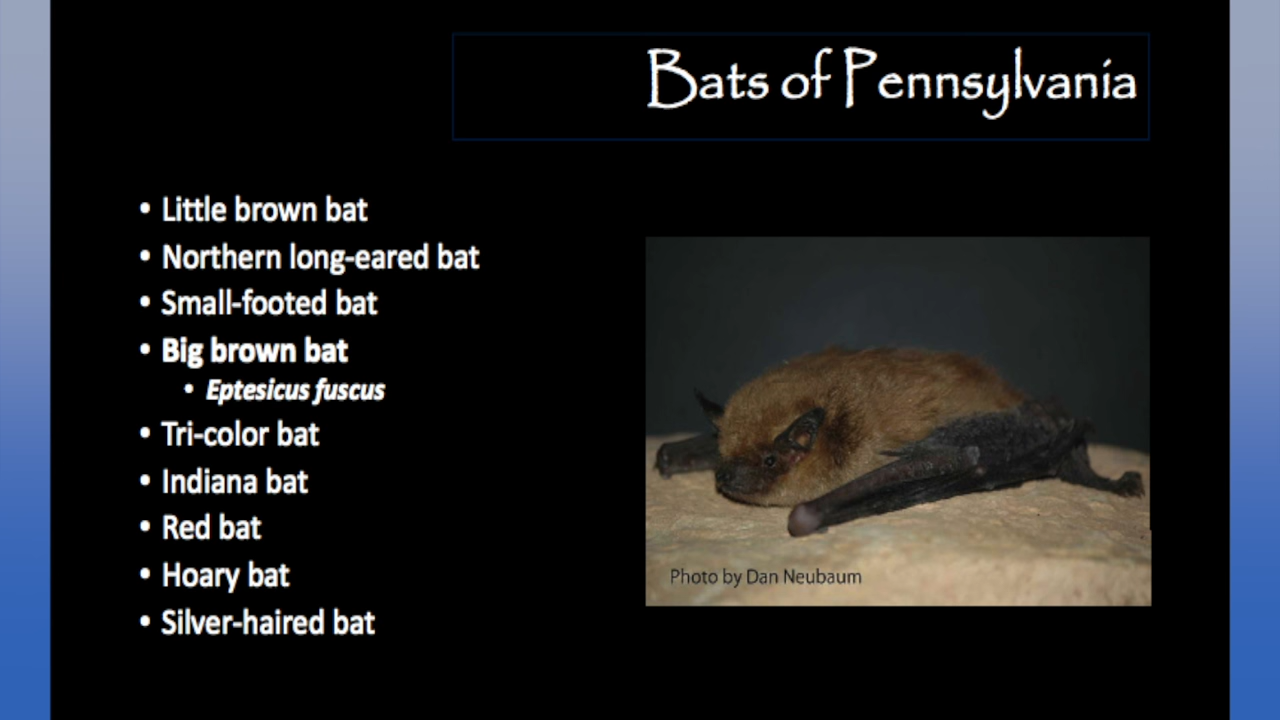 Bats of Pennsylvania
• Little brown bat
• Northern long-eared bat
• Small-footed bat
• Big brown bat
• Eptesicus fuscus
• Tri-color bat
• Indiana bat
• Red bat
• Hoary bat
• Silver-haired bat
Photo by Dan Neubaum